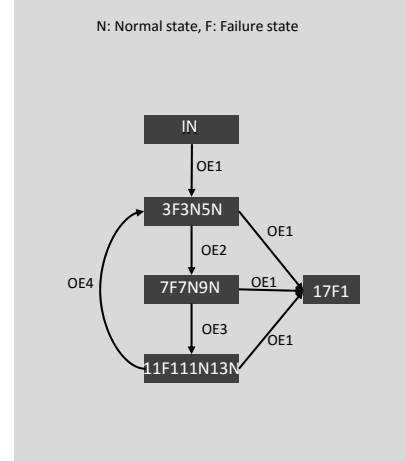 N: Normal state, F: Failure state
IN
OE1
3F3N5N
OE1
OE2
OE4
7F7N9N
OE1
17F1
OE3
OE1
11F111N13N